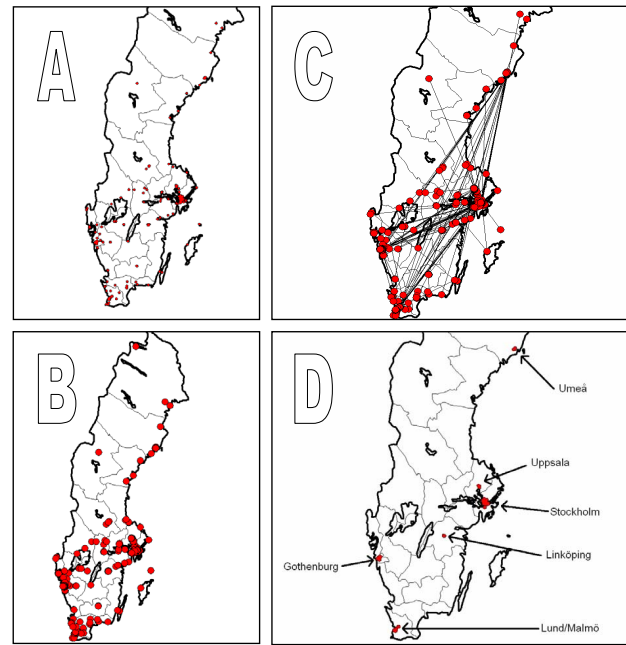 A
C
B
D
Umeå
Uppsala
Stockholm
Linköping
Gothenburg
Lund/Malmö